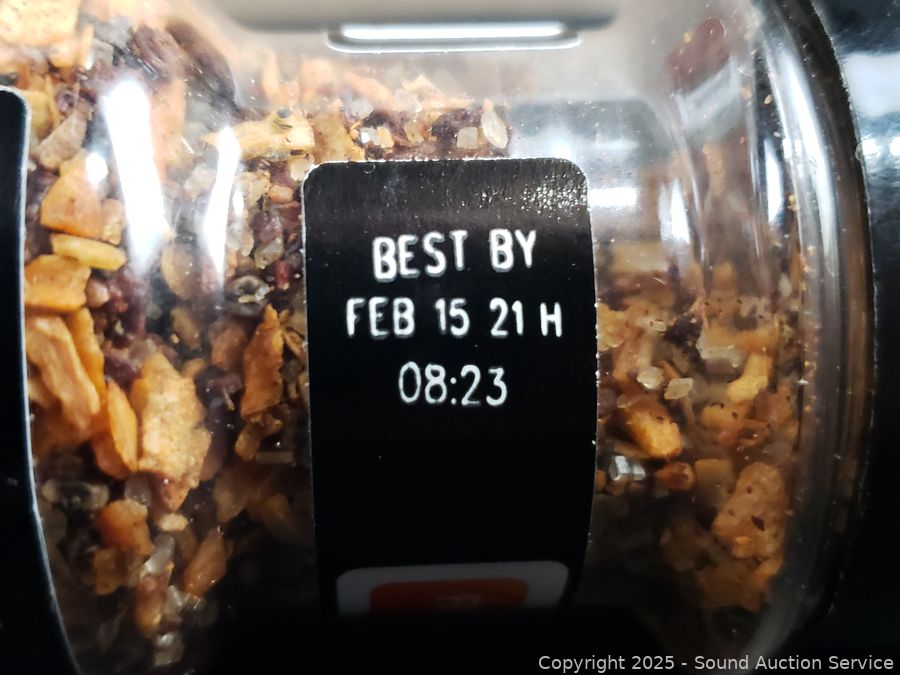 BEST BY
FEB 15 21 H
08:23
Copyright 2025 - Sound Auction Service